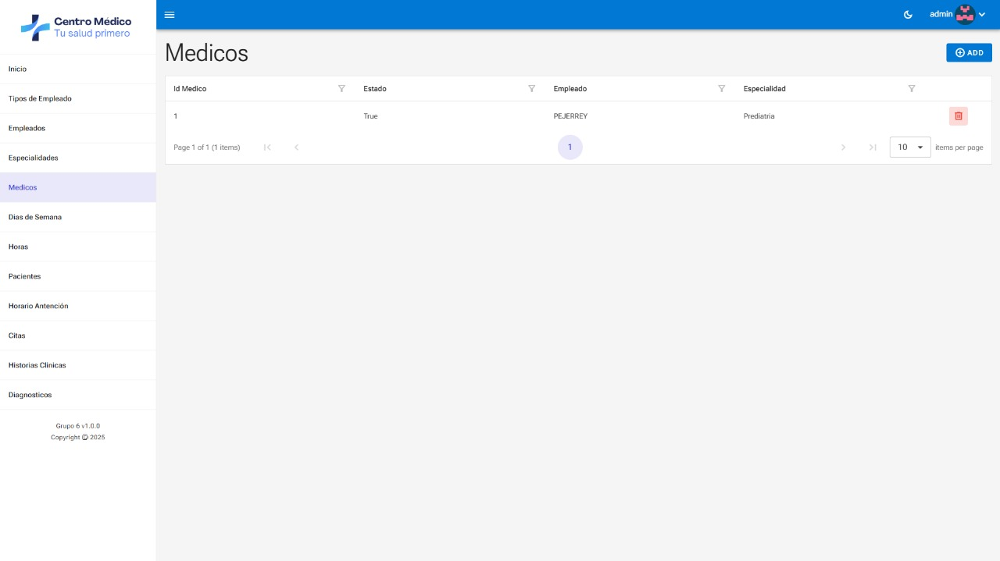 Centro Médico
Tu salud primero
admin
Inicio
Tipos de Empleado
Empleados
Especialidades
Medicos
Dias de Semana
Horas
Pacientes
Horario Antención
Citas
Historias Clinicas
Diagnosticos
Grupo 6 v1.0.0
Copyright © 2025
Medicos
ADD
Id Medico Estado Empleado Especialidad
1 True PEJERREY Prediatria
Page 1 of 1 (1 items) 1 10 items per page